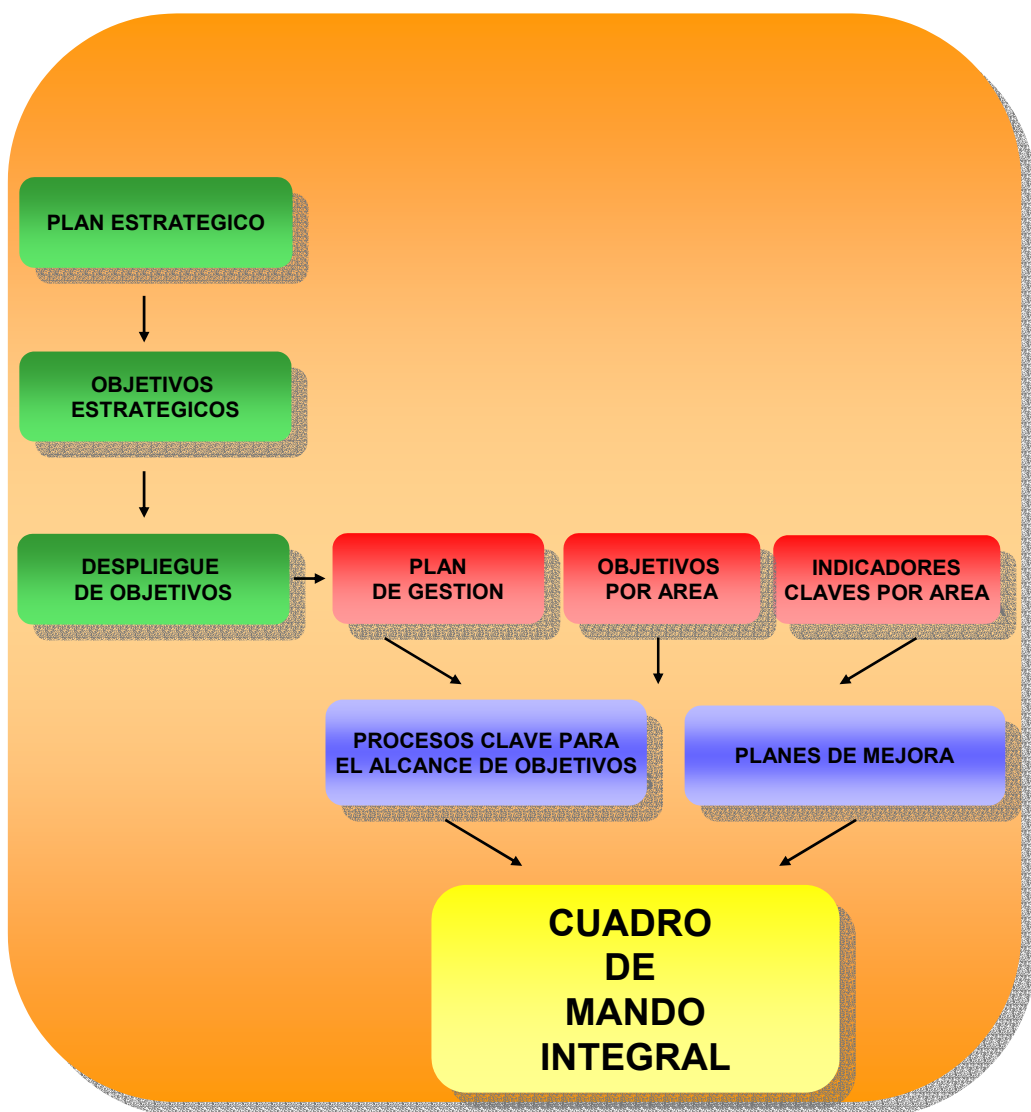 PLAN ESTRATEGICO
OBJETIVOS
ESTRATEGICOS
DESPLIEGUE
DE OBJETIVOS
PLAN
DE GESTION
OBJETIVOS
POR AREA
INDICADORES
CLAVES POR AREA
PROCESOS CLAVE PARA
EL ALCANCE DE OBJETIVOS
PLANES DE MEJORA
CUADRO
DE
MANDO
INTEGRAL